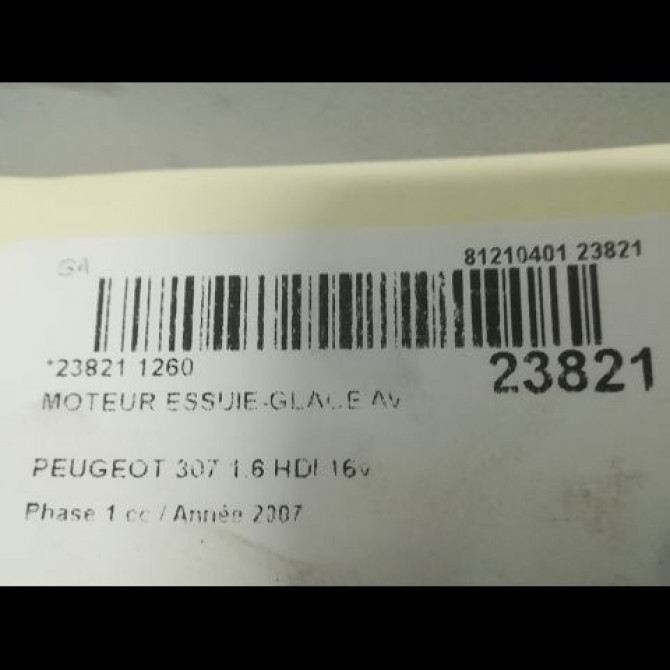 GA
81210401 23821
*23821 1260
23821
MOTEUR ESSUIE-GLACE AV
PEUGEOT 307 1.6 HDI 16v
Phase 1 cc / Année 2007